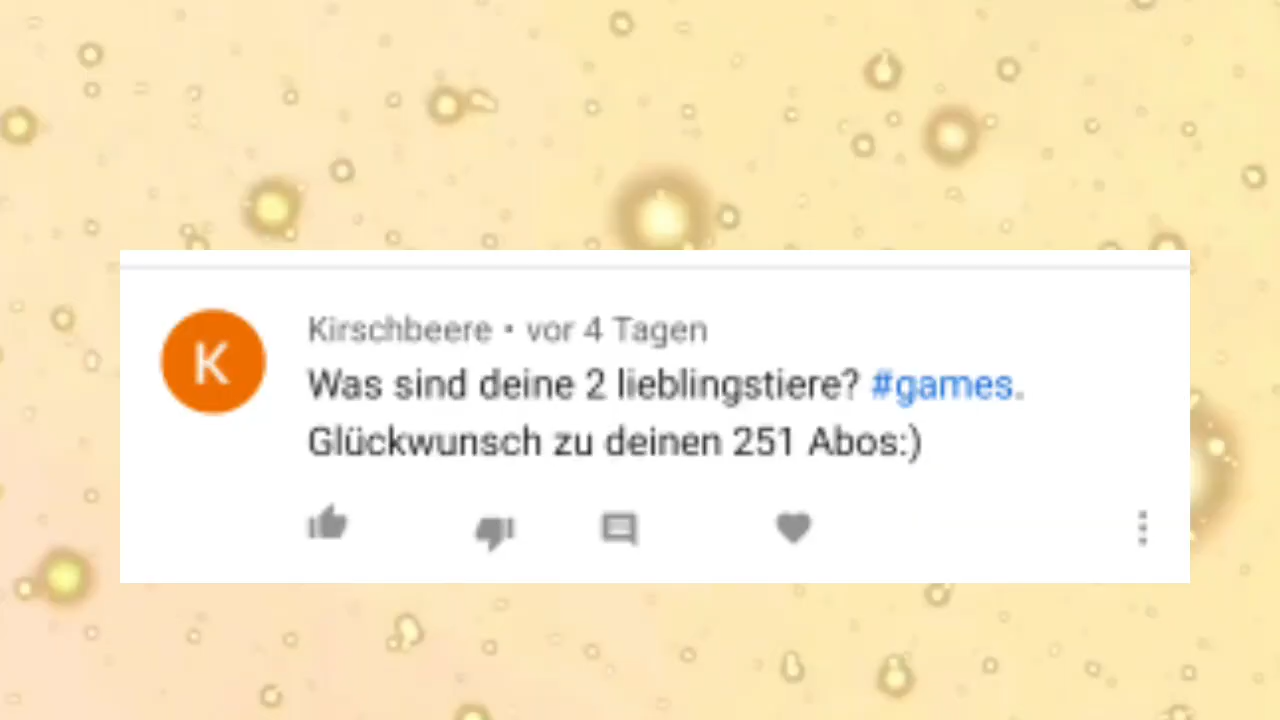 K
Kirschbeere • vor 4 Tagen
Was sind deine 2 lieblingstiere? #games.
Glückwunsch zu deinen 251 Abos:)